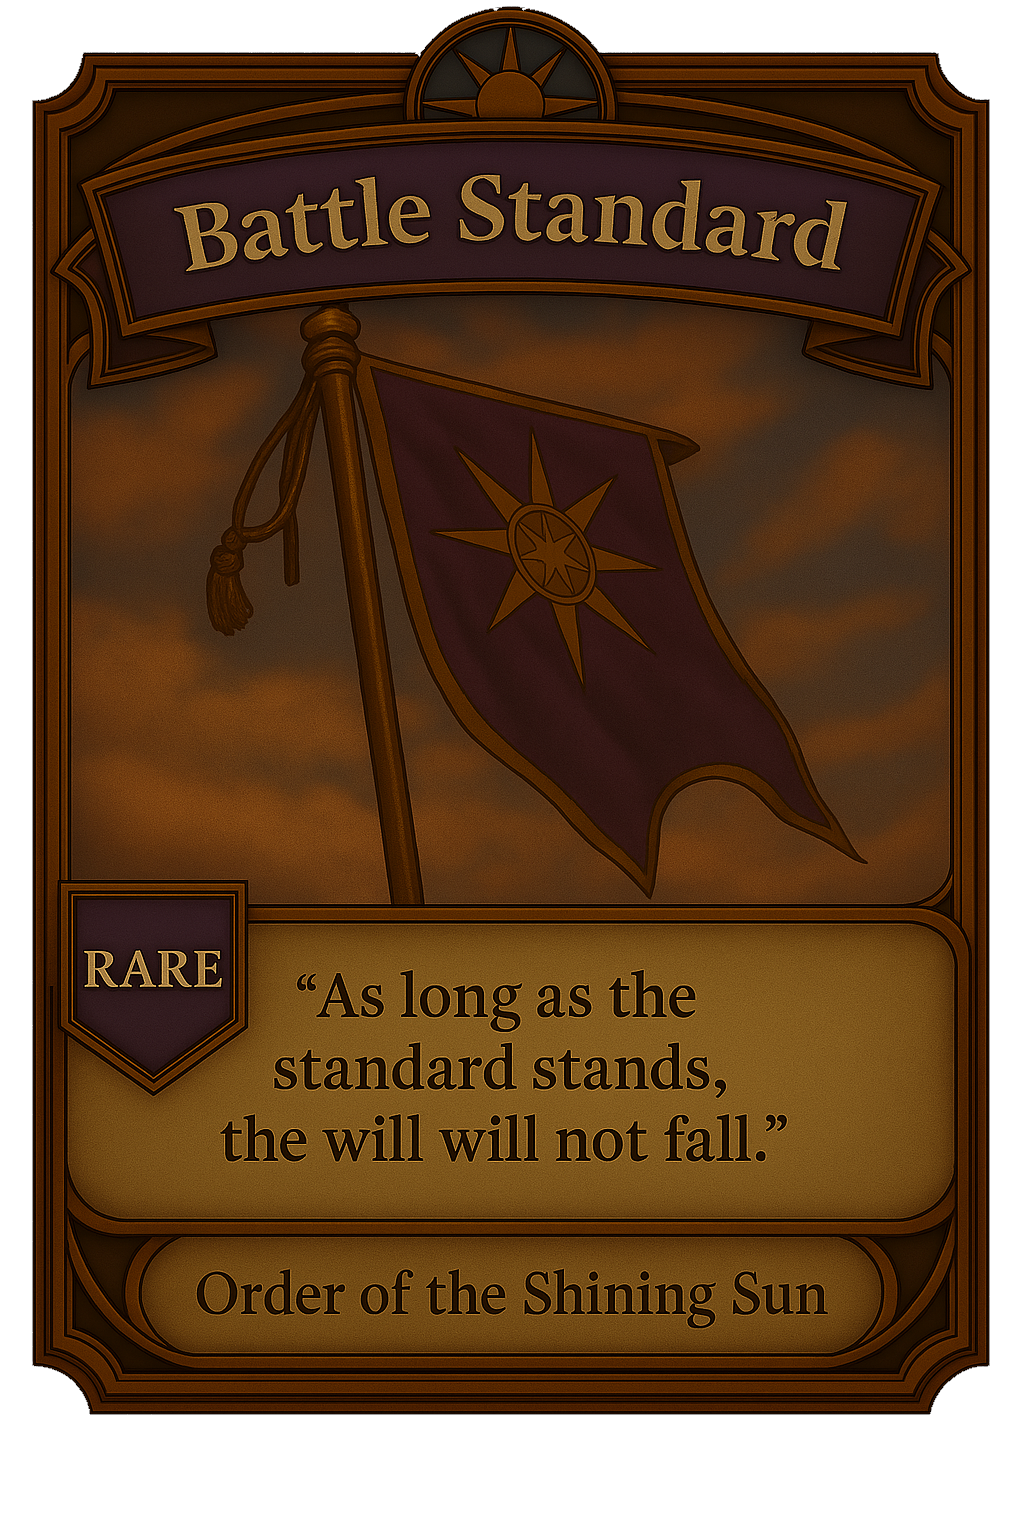 Battle Standard
RARE
“As long as the
standard stands,
the will will not fall.”
Order of the Shining Sun